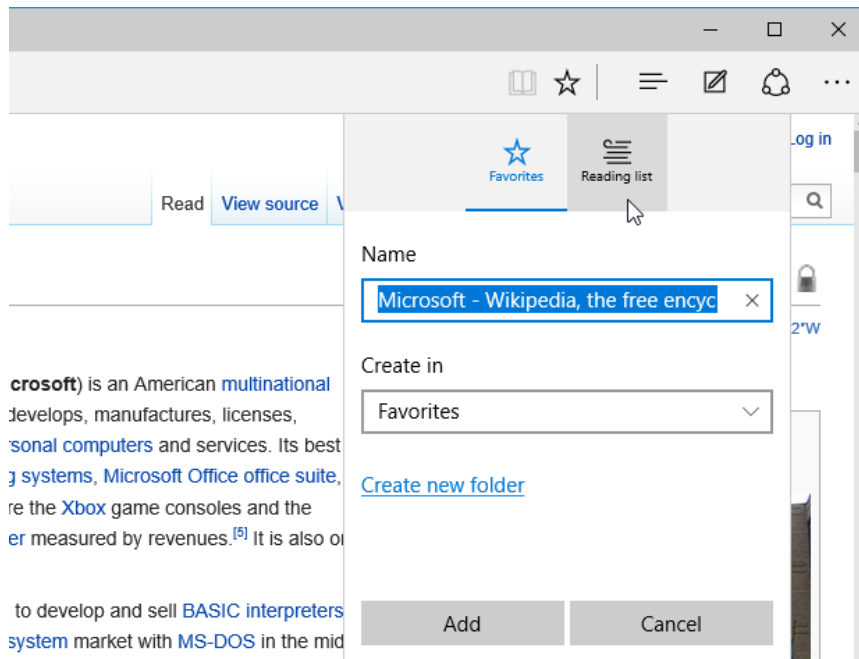 Log in
Favorites
Reading list
Read
View source
Name
Microsoft - Wikipedia, the free encyc
2"W
Create in
Favorites
Create new folder
Add
Cancel
crosoft) is an American multinational
develops, manufactures, licenses,
rsonal computers and services. Its best
g systems, Microsoft Office office suite,
re the Xbox game consoles and the
er measured by revenues.[5] It is also
to develop and sell BASIC interpreters
system market with MS-DOS in the mid